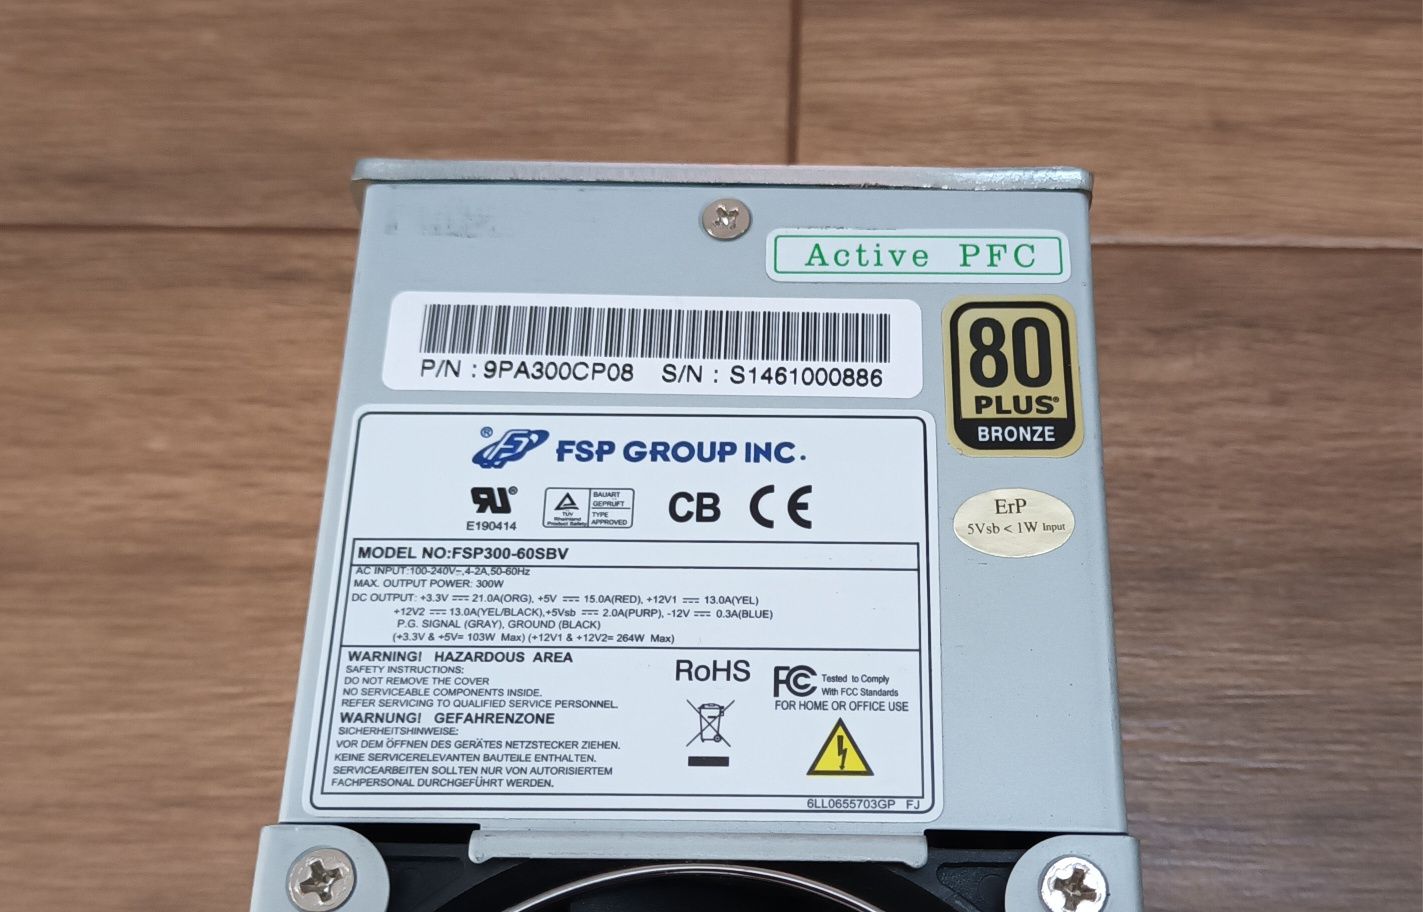 Active PFC
P/N : 9PA300CP08 S/N : S1461000886
80
PLUS®
BRONZE
® FSP GROUP INC.
E190414
TÜV
Rheinland
Product Safety
BAUART
GEPRÜFT
TYPE
APPROVED
CB CE
ErP
5Vsb < 1W Input
MODEL NO:FSP300-60SBV
AC INPUT:100-240V~,4-2A,50-60Hz
MAX. OUTPUT POWER: 300W
DC OUTPUT: +3.3V ⎓ 21.0A(ORG), +5V ⎓ 15.0A(RED), +12V1 ⎓ 13.0A(YEL)
+12V2 ⎓ 13.0A(YEL/BLACK),+5Vsb ⎓ 2.0A(PURP), -12V ⎓ 0.3A(BLUE)
P.G. SIGNAL (GRAY), GROUND (BLACK)
(+3.3V & +5V= 103W Max) (+12V1 & +12V2= 264W Max)
WARNING! HAZARDOUS AREA
SAFETY INSTRUCTIONS:
DO NOT REMOVE THE COVER
NO SERVICEABLE COMPONENTS INSIDE.
REFER SERVICING TO QUALIFIED SERVICE PERSONNEL.
WARNUNG! GEFAHRENZONE
SICHERHEITSHINWEISE:
VOR DEM ÖFFNEN DES GERÄTES NETZSTECKER ZIEHEN.
KEINE SERVICERELEVANTEN BAUTEILE ENTHALTEN.
SERVICEARBEITEN SOLLTEN NUR VON AUTORISIERTEM
FACHPERSONAL DURCHGEFÜHRT WERDEN.
RoHS
FC Tested to Comply
With FCC Standards
FOR HOME OR OFFICE USE
6LL0655703GP FJ